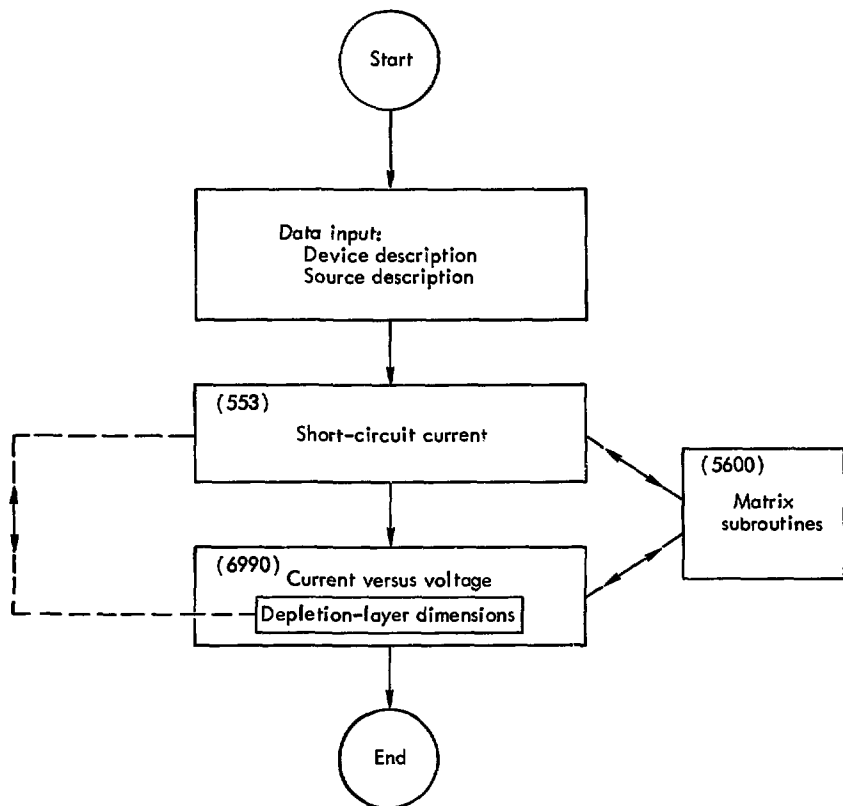 Start
Data input:
Device description
Source description
(553)
Short-circuit current
(5600)
Matrix
subroutines
(6990)
Current versus voltage
Depletion-layer dimensions
End